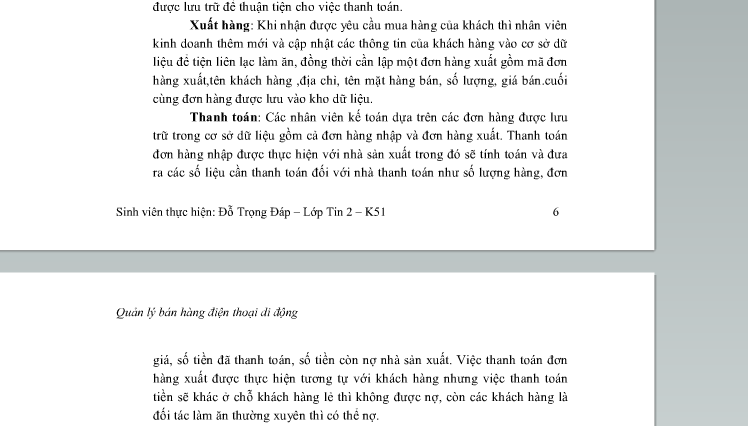 được lưu trữ để thuận tiện cho việc thanh toán.
Xuất hàng: Khi nhận được yêu cầu mua hàng của khách thì nhân viên
kinh doanh thêm mới và cập nhật các thông tin của khách hàng vào cơ sở dữ
liệu để tiện liên lạc làm ăn, đồng thời cần lập một đơn hàng xuất gồm mã đơn
hàng xuất,tên khách hàng ,địa chỉ, tên mặt hàng bán, số lượng, giá bán.cuối
cùng đơn hàng được lưu vào kho dữ liệu.
Thanh toán: Các nhân viên kế toán dựa trên các đơn hàng được lưu
trữ trong cơ sở dữ liệu gồm cả đơn hàng nhập và đơn hàng xuất. Thanh toán
đơn hàng nhập được thực hiện với nhà sản xuất trong đó sẽ tính toán và đưa
ra các số liệu cần thanh toán đối với nhà thanh toán như số lượng hàng, đơn
Sinh viên thực hiện: Đỗ Trọng Đáp – Lớp Tin 2 – K51 6
Quản lý bán hàng điện thoại di động
giá, số tiền đã thanh toán, số tiền còn nợ nhà sản xuất. Việc thanh toán đơn
hàng xuất được thực hiện tương tự với khách hàng nhưng việc thanh toán
tiền sẽ khác ở chỗ khách hàng lẻ thì không được nợ, còn các khách hàng là
đối tác làm ăn thường xuyên thì có thể nợ.